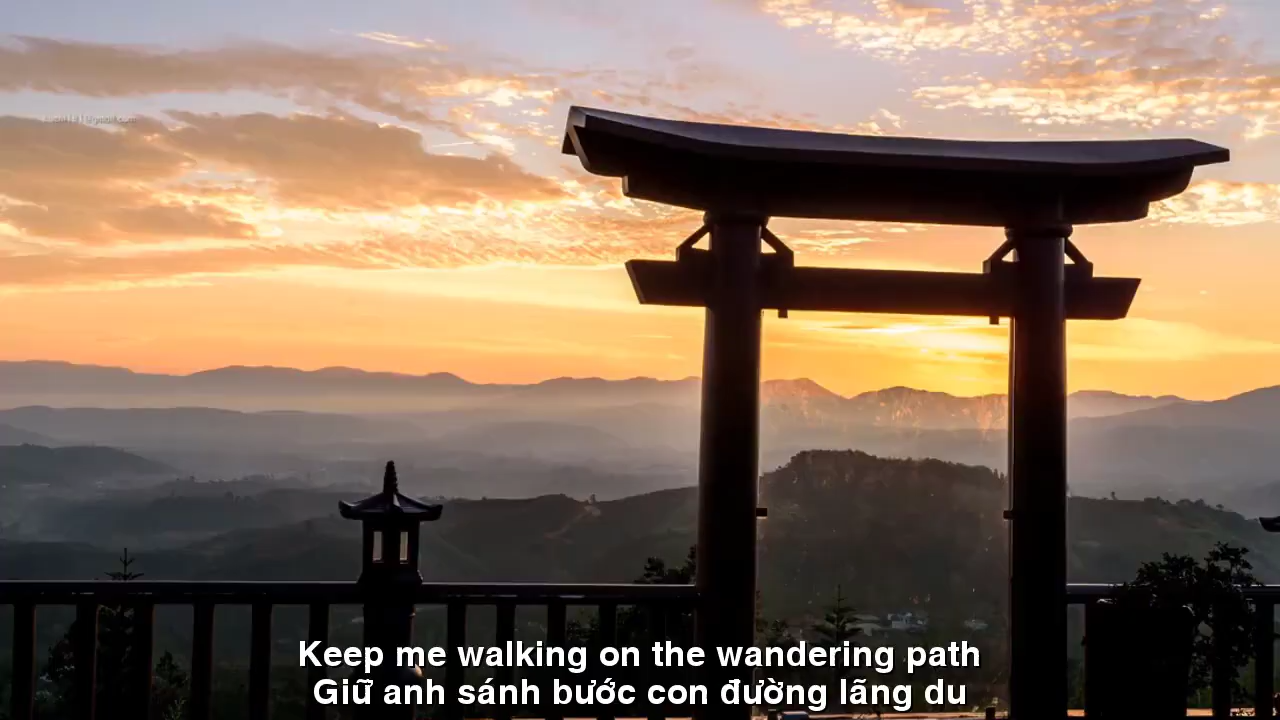 Keep me walking on the wandering path
Giữ anh sánh bước con đường lãng du